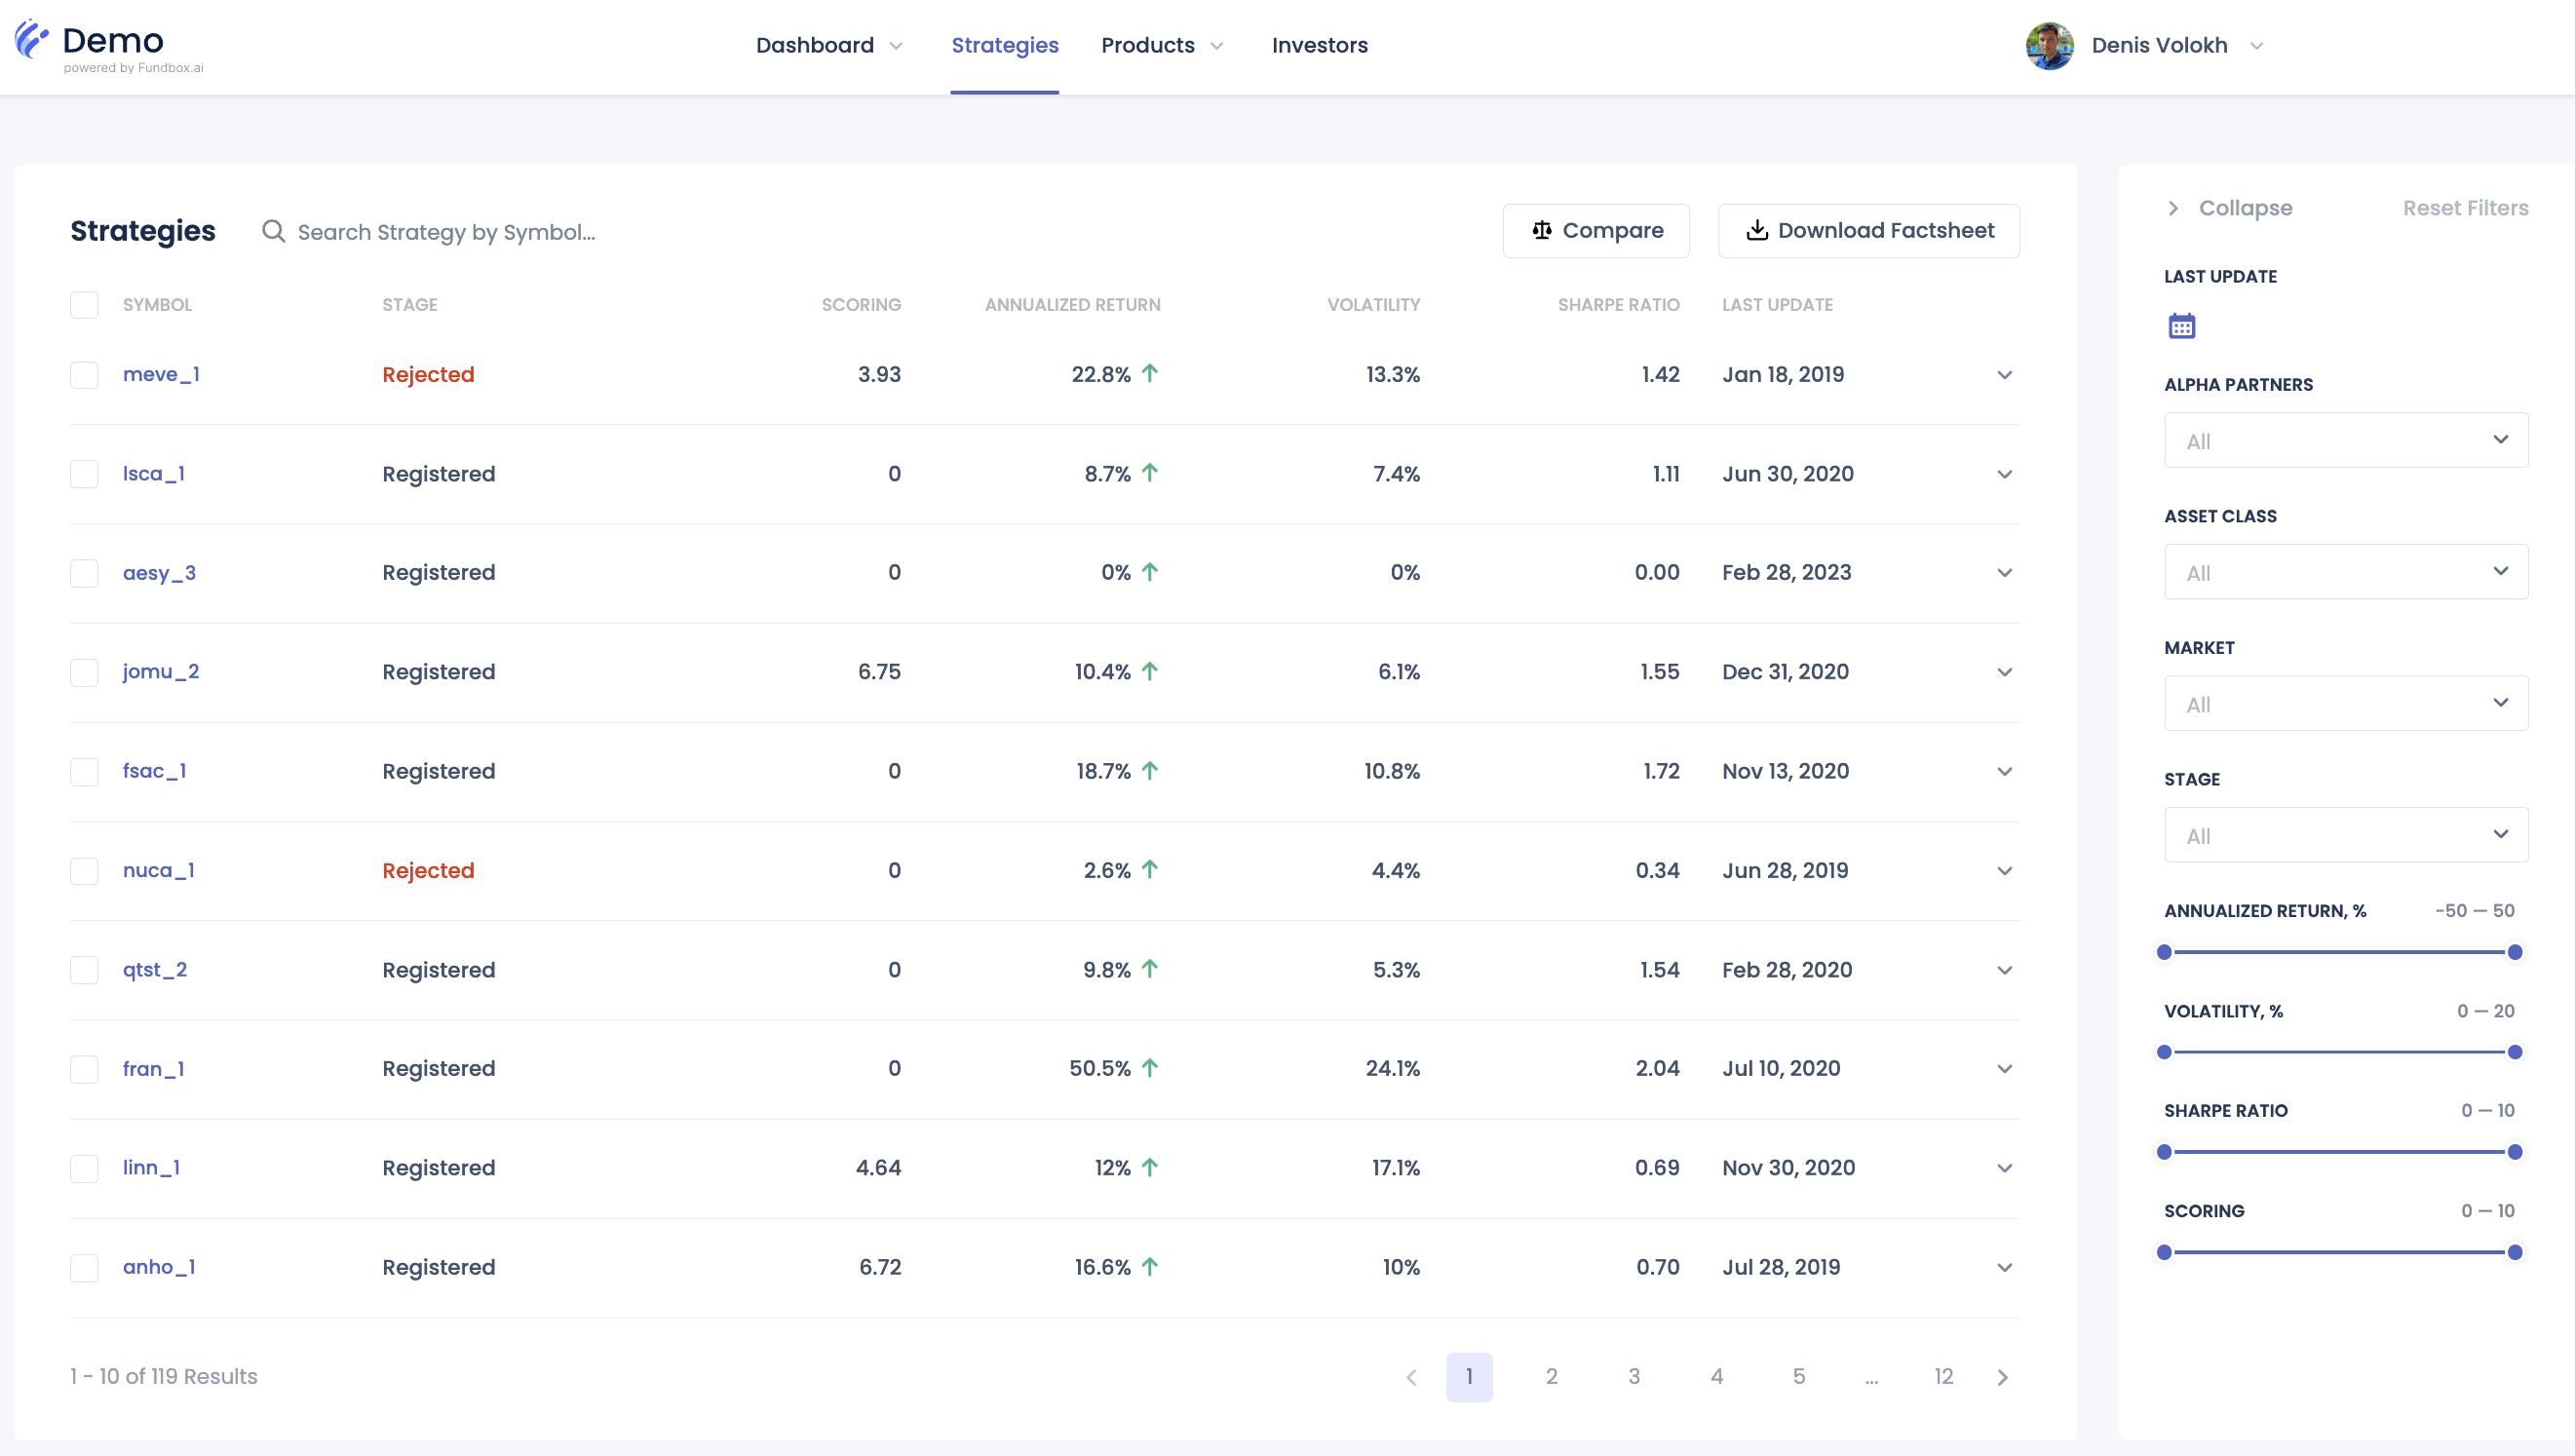 Demo
powered by Fundbox.ai
Dashboard Strategies Products Investors
Denis Volokh
Strategies Search Strategy by Symbol... Compare Download Factsheet
SYMBOL STAGE SCORING ANNUALIZED RETURN VOLATILITY SHARPE RATIO LAST UPDATE
meve_1 Rejected 3.93 22.8% 13.3% 1.42 Jan 18, 2019
lsca_1 Registered 0 8.7% 7.4% 1.11 Jun 30, 2020
aesy_3 Registered 0 0% 0% 0.00 Feb 28, 2023
jomu_2 Registered 6.75 10.4% 6.1% 1.55 Dec 31, 2020
fsac_1 Registered 0 18.7% 10.8% 1.72 Nov 13, 2020
nuca_1 Rejected 0 2.6% 4.4% 0.34 Jun 28, 2019
qtst_2 Registered 0 9.8% 5.3% 1.54 Feb 28, 2020
fran_1 Registered 0 50.5% 24.1% 2.04 Jul 10, 2020
linn_1 Registered 4.64 12% 17.1% 0.69 Nov 30, 2020
anho_1 Registered 6.72 16.6% 10% 0.70 Jul 28, 2019
1 - 10 of 119 Results 1 2 3 4 5 ... 12
Collapse Reset Filters
LAST UPDATE
ALPHA PARTNERS
All
ASSET CLASS
All
MARKET
All
STAGE
All
ANNUALIZED RETURN, % -50 — 50
VOLATILITY, % 0 — 20
SHARPE RATIO 0 — 10
SCORING 0 — 10